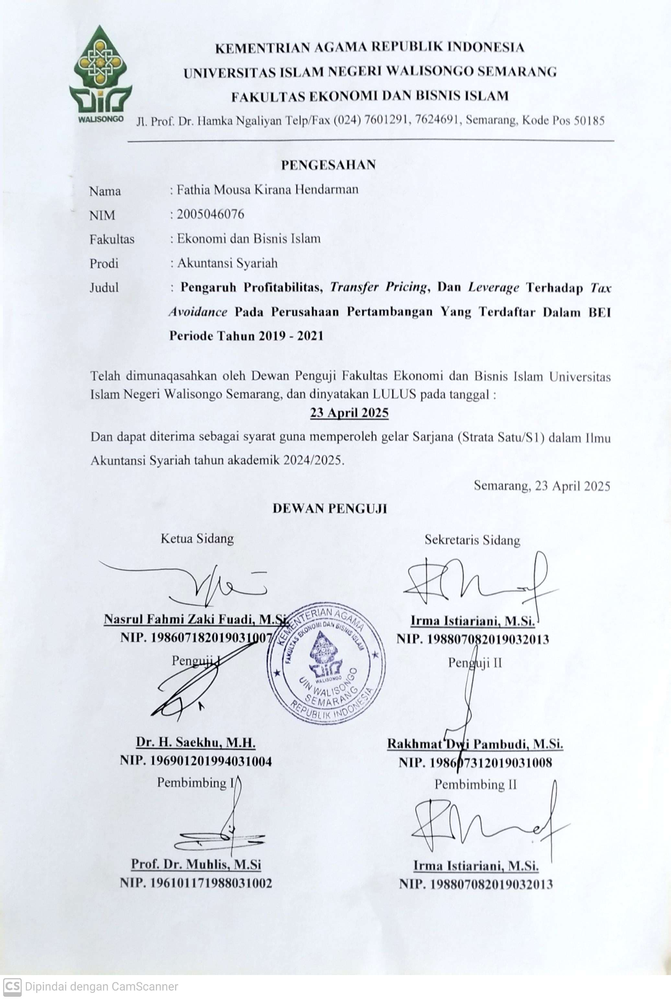 KEMENTRIAN AGAMA REPUBLIK INDONESIA
UNIVERSITAS ISLAM NEGERI WALISONGO SEMARANG
FAKULTAS EKONOMI DAN BISNIS ISLAM
WALISONGO
Jl. Prof. Dr. Hamka Ngaliyan Telp/Fax (024) 7601291, 7624691, Semarang, Kode Pos 50185
PENGESAHAN
Nama : Fathia Mousa Kirana Hendarman
NIM : 2005046076
Fakultas : Ekonomi dan Bisnis Islam
Prodi : Akuntansi Syariah
Judul : Pengaruh Profitabilitas, Transfer Pricing, Dan Leverage Terhadap Tax
Avoidance Pada Perusahaan Pertambangan Yang Terdaftar Dalam BEI
Periode Tahun 2019 - 2021
Telah dimunaqasahkan oleh Dewan Penguji Fakultas Ekonomi dan Bisnis Islam Universitas
Islam Negeri Walisongo Semarang, dan dinyatakan LULUS pada tanggal :
23 April 2025
Dan dapat diterima sebagai syarat guna memperoleh gelar Sarjana (Strata Satu/S1) dalam Ilmu
Akuntansi Syariah tahun akademik 2024/2025.
Semarang, 23 April 2025
DEWAN PENGUJI
Ketua Sidang
Sekretaris Sidang
Nasrul Fahmi Zaki Fuadi, M.Si.
NIP. 198607182019031007
Irma Istiariani, M.Si.
NIP. 198807082019032013
KEMENTERIAN AGAMA
FAKULTAS EKONOMI DAN BISNIS ISLAM
WALISONGO
UIN WALISONGO
SEMARANG
REPUBLIK INDONESIA
Penguji I
Penguji II
Dr. H. Saekhu, M.H.
NIP. 196901201994031004
Rakhmat Dwi Pambudi, M.Si.
NIP. 198607312019031008
Pembimbing I
Pembimbing II
Prof. Dr. Muhlis, M.Si
NIP. 196101171988031002
Irma Istiariani, M.Si.
NIP. 198807082019032013
CS Dipindai dengan CamScanner